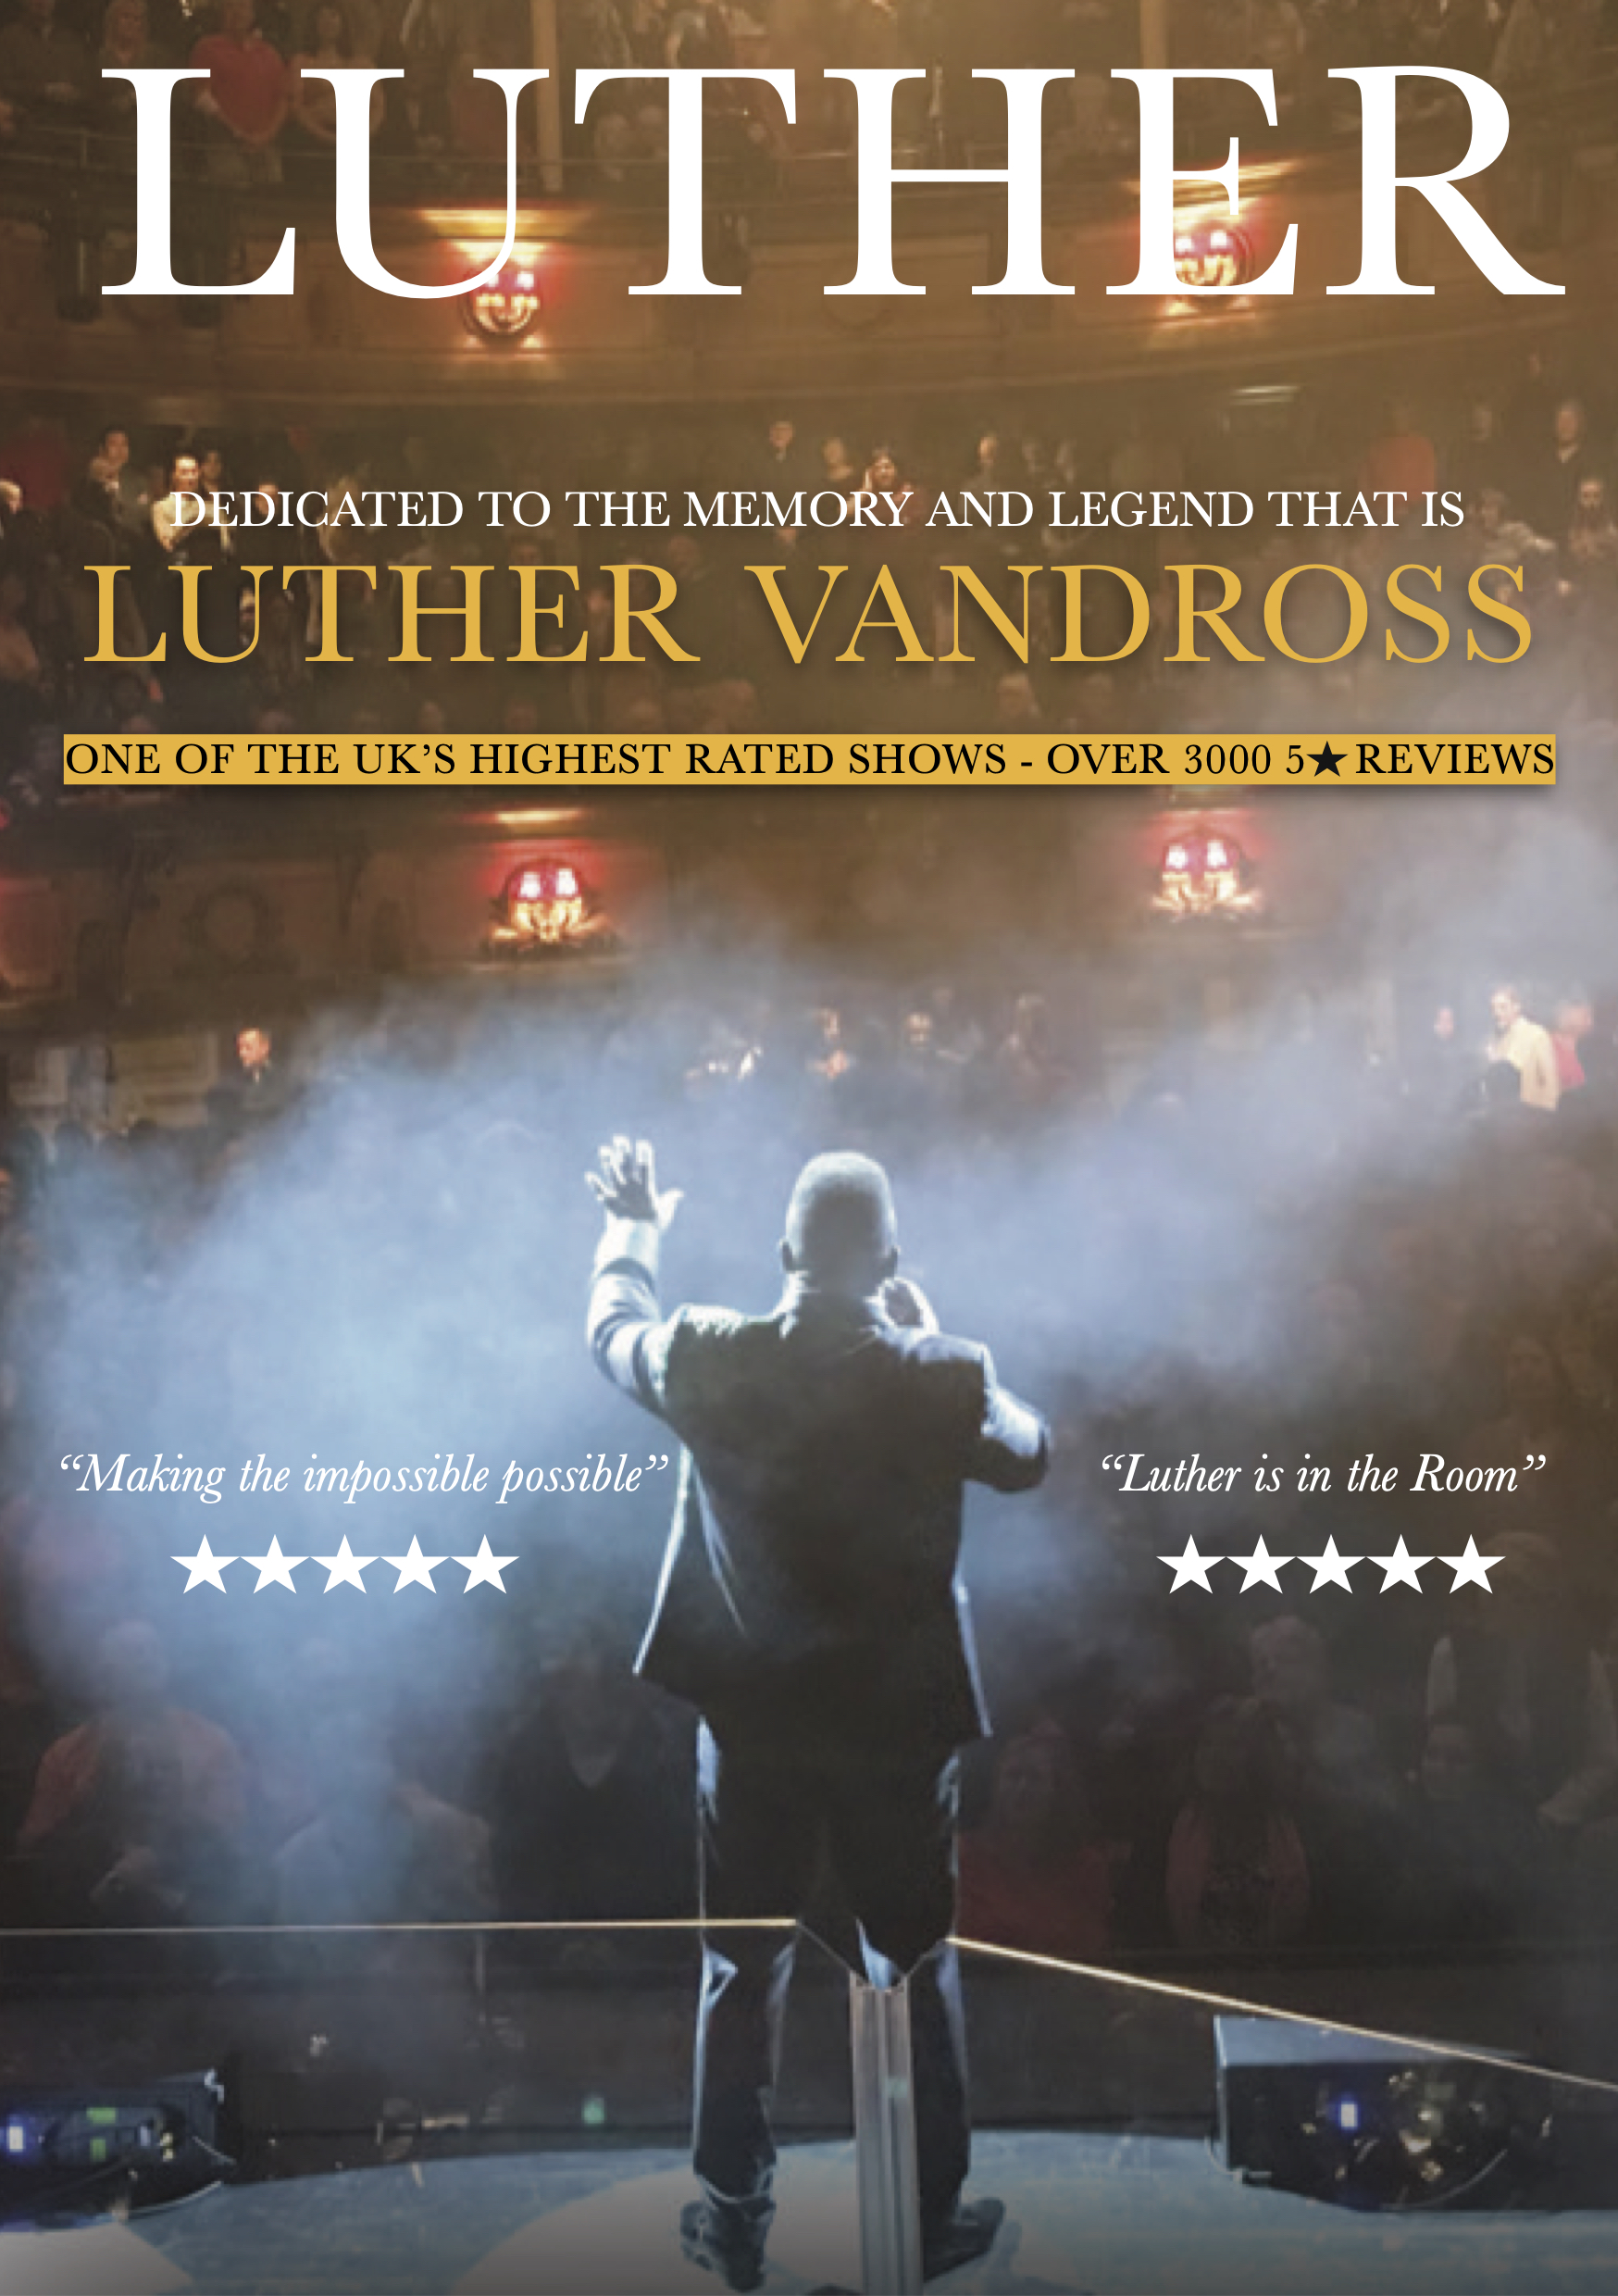 LUTHER
DEDICATED TO THE MEMORY AND LEGEND THAT IS
LUTHER VANDROSS
ONE OF THE UK’S HIGHEST RATED SHOWS - OVER 3000 5★ REVIEWS
“Making the impossible possible” “Luther is in the Room”
★★★★★ ★★★★★